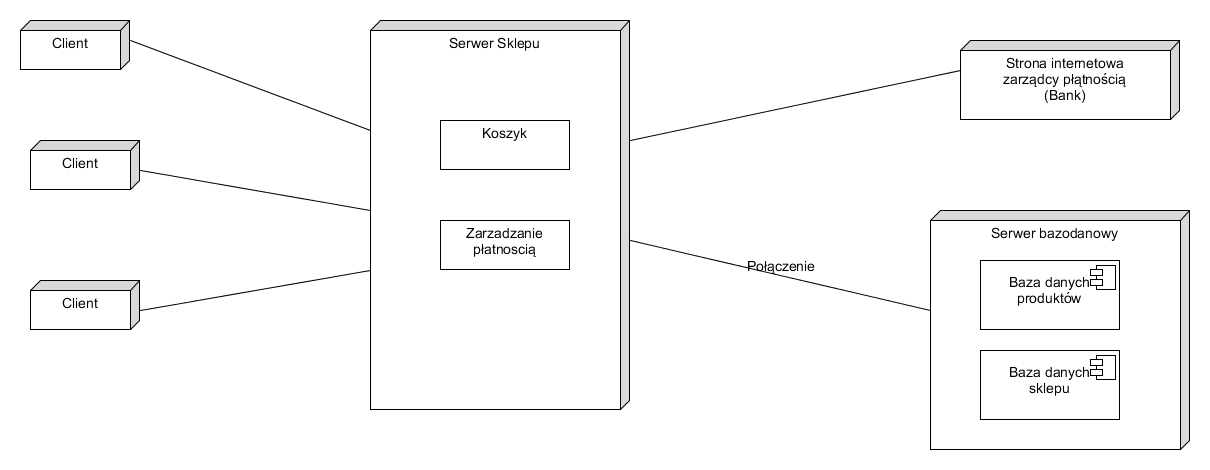 Client
Client
Client
Serwer Sklepu
Koszyk
Zarzadzanie
płatnoscią
Strona internetowa
zarządcy płątnością
(Bank)
Połączenie
Serwer bazodanowy
Baza danych
produktów
Baza danych
sklepu